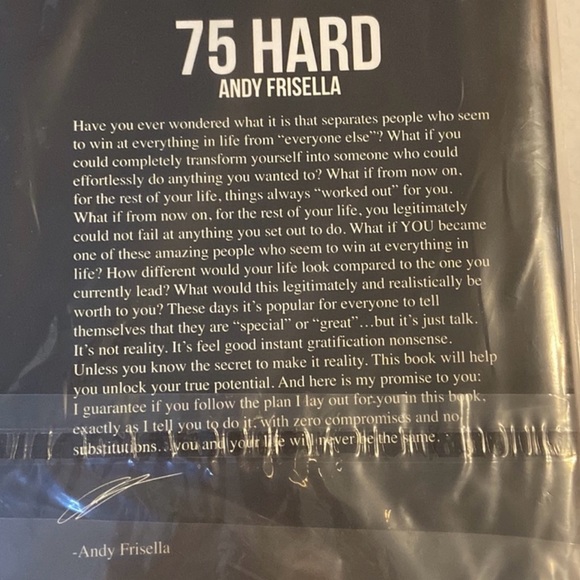 75 HARD
ANDY FRISELLA
Have you ever wondered what it is that separates people who seem
to win at everything in life from “everyone else”? What if you
could completely transform yourself into someone who could
effortlessly do anything you wanted to? What if from now on,
for the rest of your life, things always “worked out” for you.
What if from now on, for the rest of your life, you legitimately
could not fail at anything you set out to do. What if YOU became
one of these amazing people who seem to win at everything in
life? How different would your life look compared to the one you
currently lead? What would this legitimately and realistically be
worth to you? These days it’s popular for everyone to tell
themselves that they are “special” or “great”...but it’s just talk.
It’s not reality. It’s feel good instant gratification nonsense.
Unless you know the secret to make it reality. This book will help
you unlock your true potential. And here is my promise to you:
I guarantee if you follow the plan I lay out for you in this book,
exactly as I tell you to do it, with zero compromises and no
substitutions...you and your life will never be the same.
-Andy Frisella